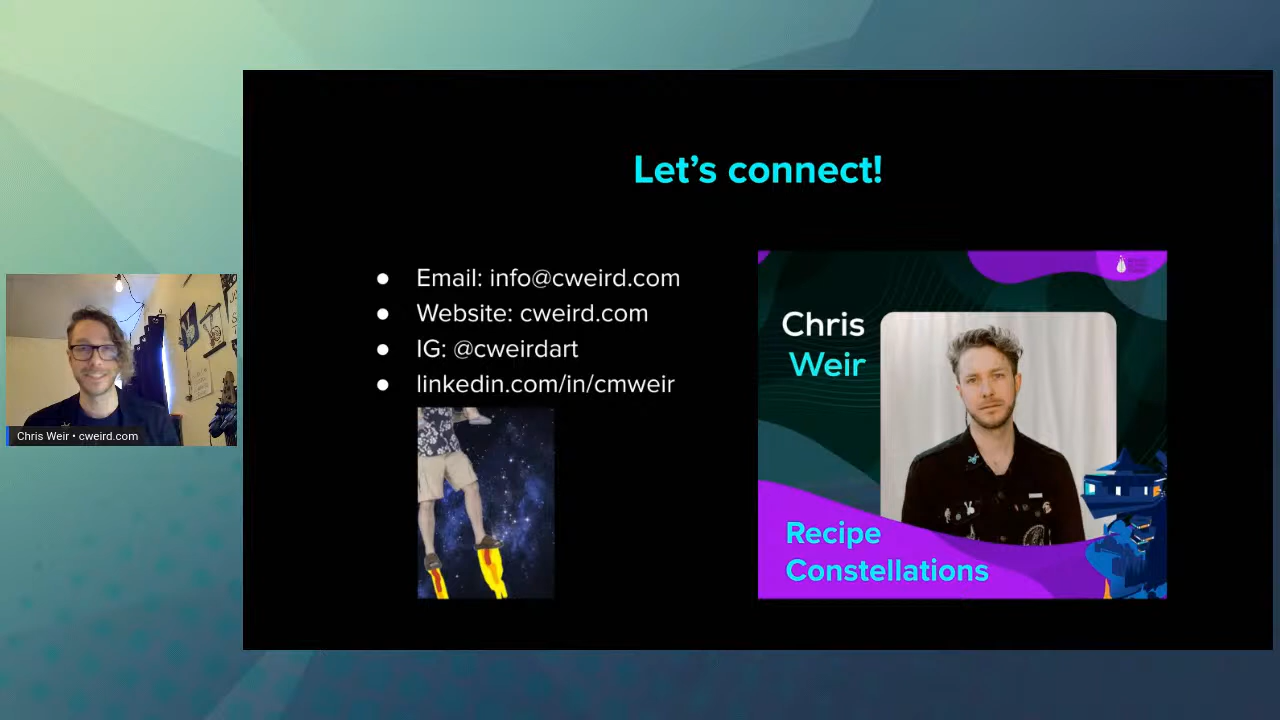 Let's connect!
● Email: info@cweird.com
● Website: cweird.com
● IG: @cweirdart
● linkedin.com/in/cmweir
Chris
Weir
Recipe
Constellations
Chris Weir • cweird.com